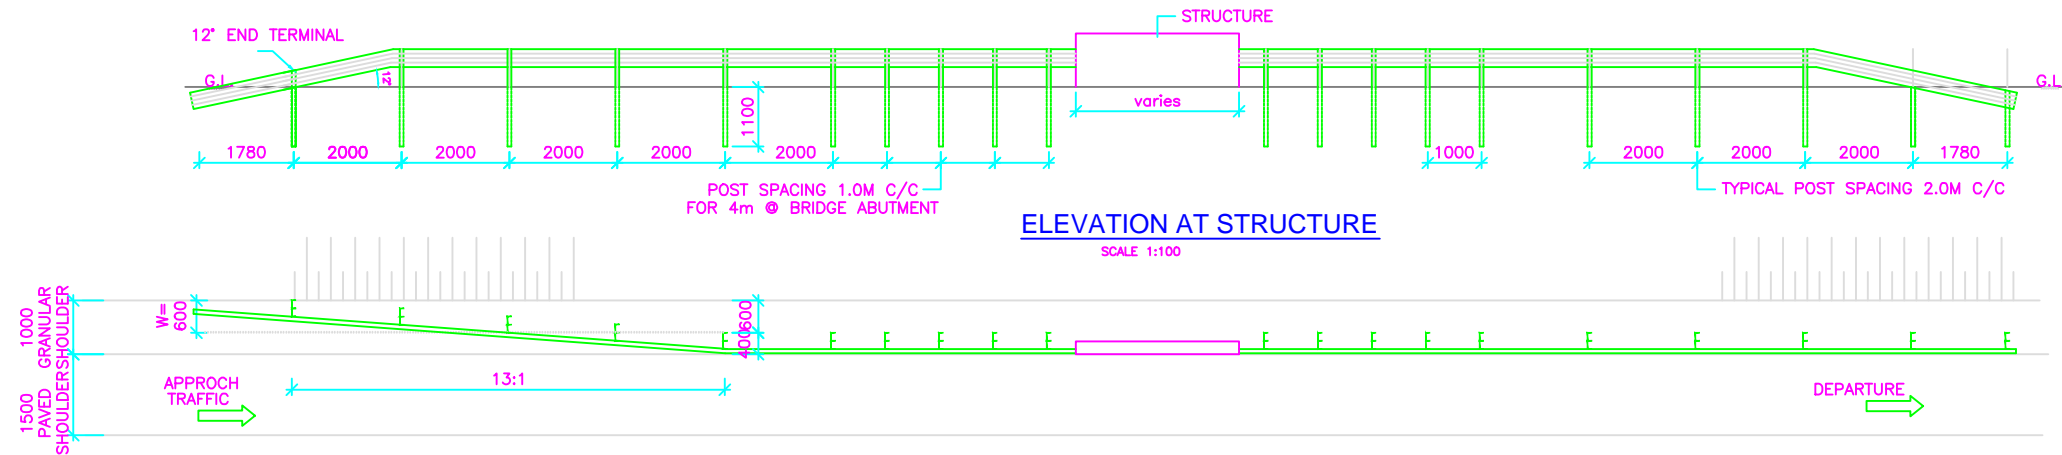 STRUCTURE
12° END TERMINAL
G.L
12°
G.L
varies
1100
1780
2000
2000
2000
2000
2000
1000
2000
2000
2000
1780
POST SPACING 1.0M C/C
FOR 4m @ BRIDGE ABUTMENT
TYPICAL POST SPACING 2.0M C/C
ELEVATION AT STRUCTURE
SCALE 1:100
1000
GRANULAR
SHOULDER
W=
600
600
400
1500
PAVED
SHOULDER
13:1
APPROCH
TRAFFIC
DEPARTURE